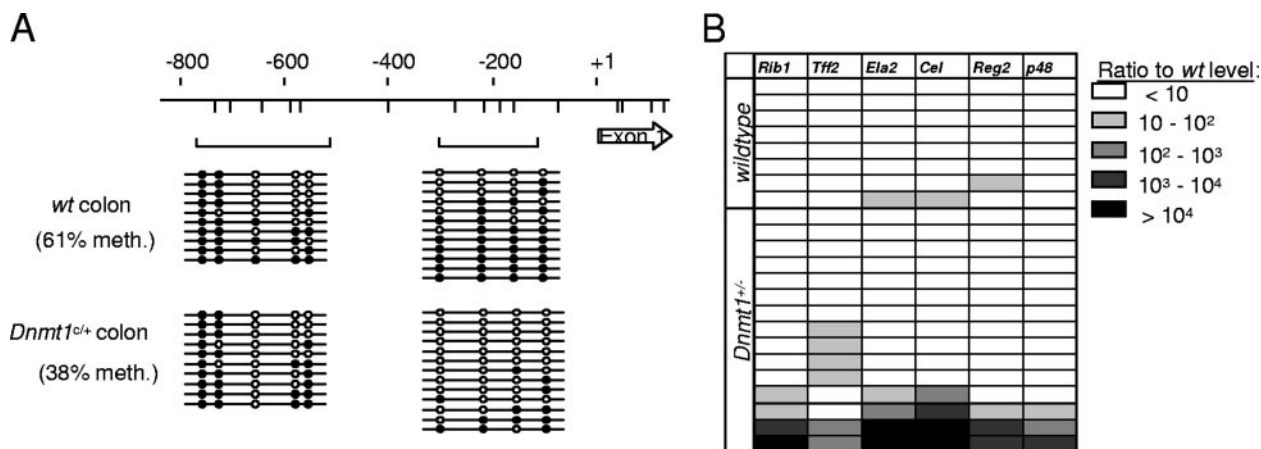 A
-800 -600 -400 -200 +1
Exon 1
wt colon
(61% meth.)
Dnmt1c/+ colon
(38% meth.)
B
Rib1 Tff2 Ela2 Cel Reg2 p48
wildtype
Dnmt1+/-
Ratio to wt level:
< 10
10 - 10²
10² - 10³
10³ - 10⁴
> 10⁴